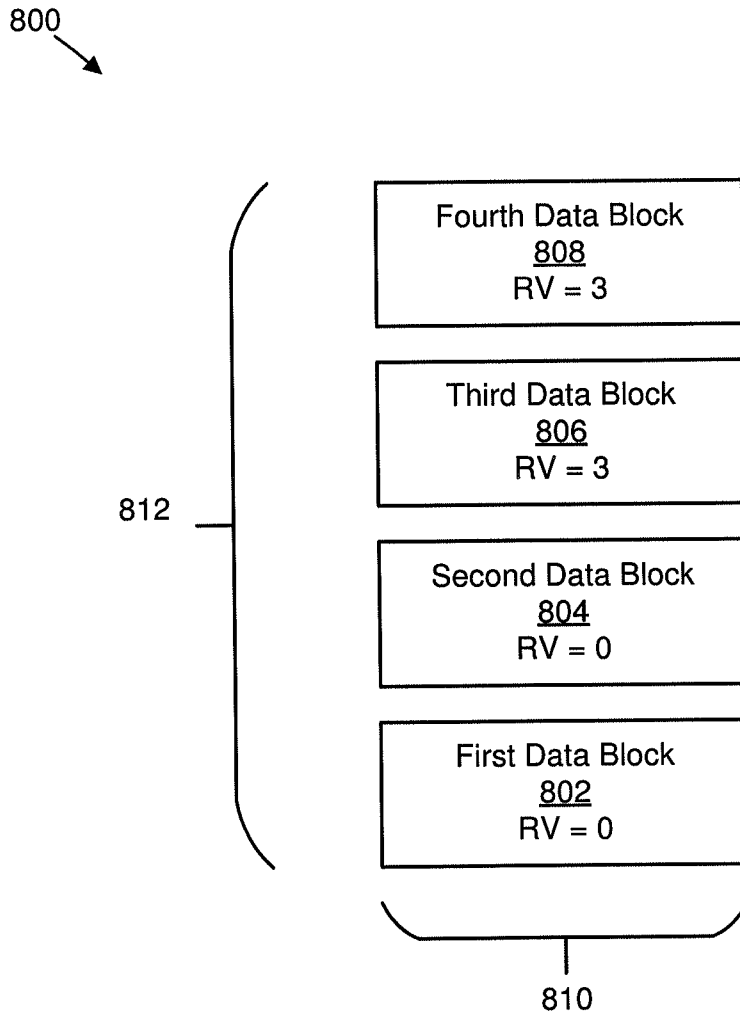 800
Fourth Data Block
808
RV = 3
Third Data Block
806
RV = 3
812
Second Data Block
804
RV = 0
First Data Block
802
RV = 0
810